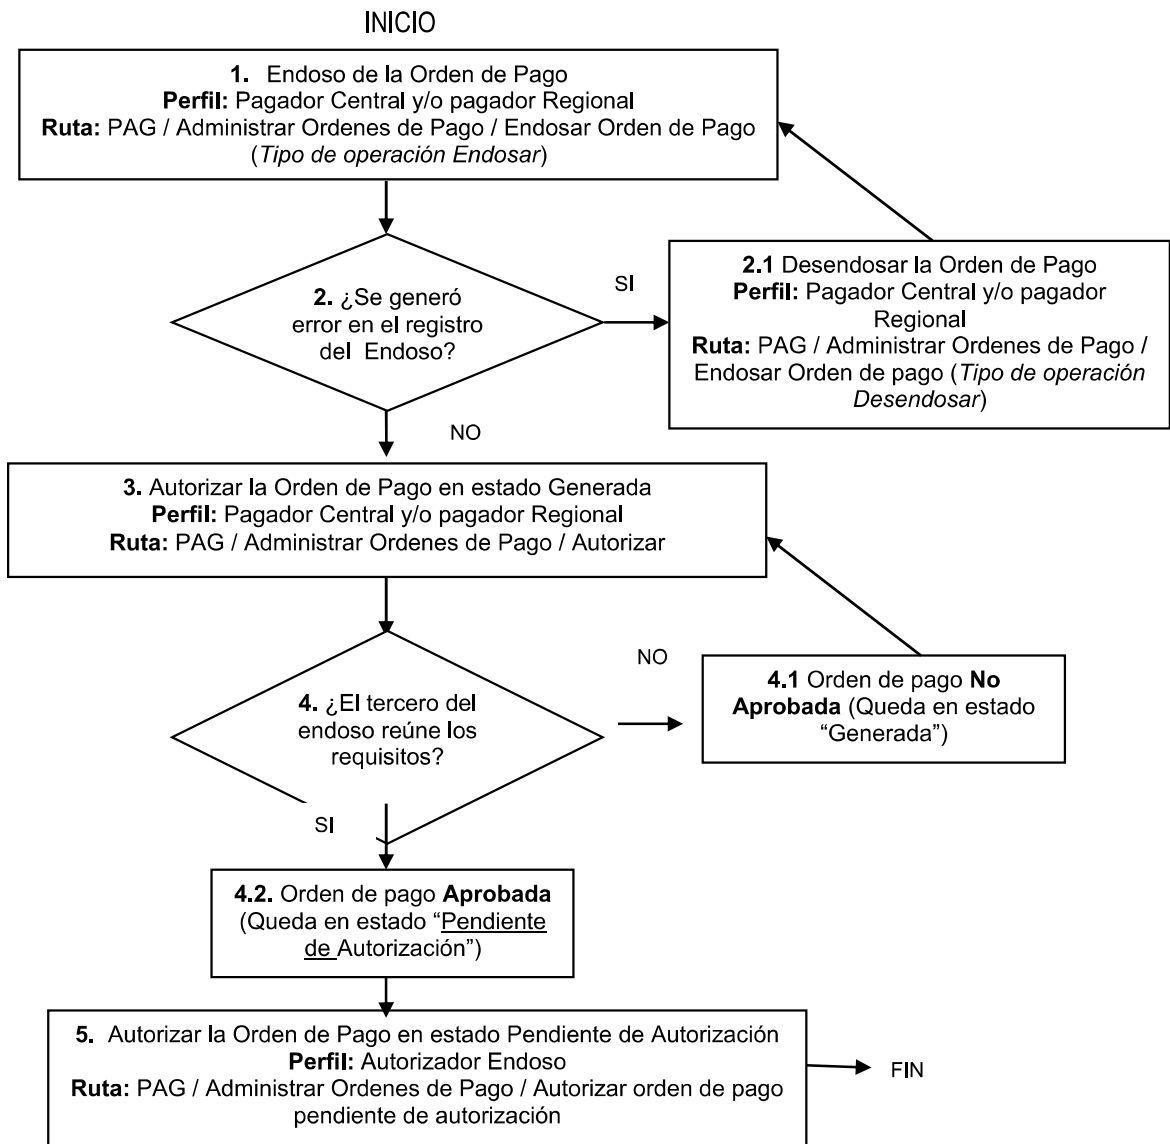 INICIO
1. Endoso de la Orden de Pago
Perfil: Pagador Central y/o pagador Regional
Ruta: PAG / Administrar Ordenes de Pago / Endosar Orden de Pago
(Tipo de operación Endosar)
2. ¿Se generó
error en el registro
del Endoso?
SI
2.1 Desendosar la Orden de Pago
Perfil: Pagador Central y/o pagador
Regional
Ruta: PAG / Administrar Ordenes de Pago /
Endosar Orden de pago (Tipo de operación
Desendosar)
NO
3. Autorizar la Orden de Pago en estado Generada
Perfil: Pagador Central y/o pagador Regional
Ruta: PAG / Administrar Ordenes de Pago / Autorizar
4. ¿El tercero del
endoso reúne los
requisitos?
NO
4.1 Orden de pago No
Aprobada (Queda en estado
“Generada”)
SI
4.2. Orden de pago Aprobada
(Queda en estado “Pendiente
de Autorización”)
5. Autorizar la Orden de Pago en estado Pendiente de Autorización
Perfil: Autorizador Endoso
Ruta: PAG / Administrar Ordenes de Pago / Autorizar orden de pago
pendiente de autorización
FIN